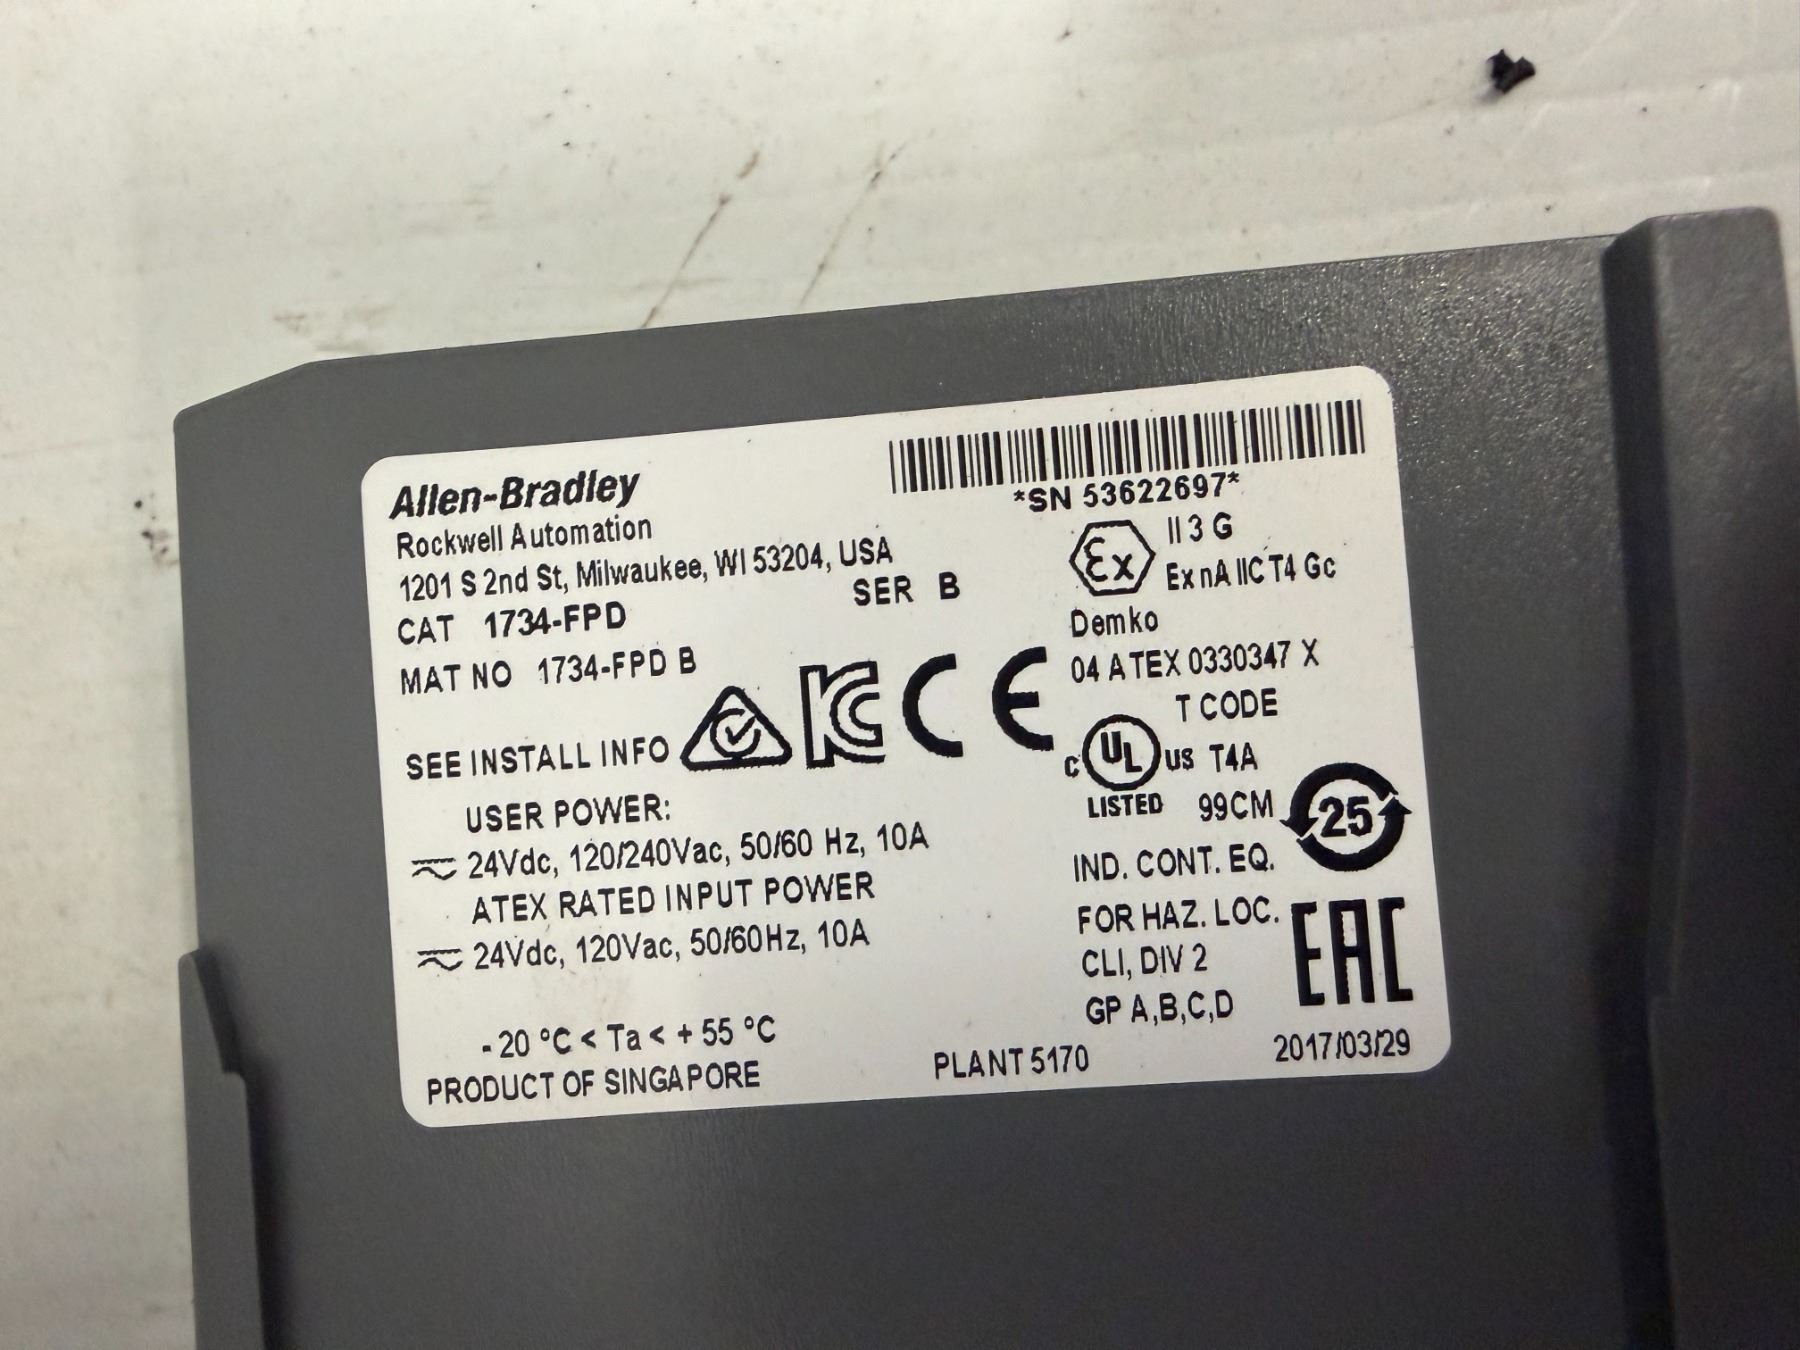 Allen-Bradley
*SN 53622697*
Rockwell Automation
1201 S 2nd St, Milwaukee, WI 53204, USA
CAT 1734-FPD SER B
MAT NO 1734-FPD B
Ex II 3 G
Ex nA IIC T4 Gc
Demko
04 ATEX 0330347 X
SEE INSTALL INFO KC CE
T CODE
C UL US T4A
LISTED 99CM
25
USER POWER:
24Vdc, 120/240Vac, 50/60 Hz, 10A
ATEX RATED INPUT POWER
24Vdc, 120Vac, 50/60Hz, 10A
IND. CONT. EQ.
FOR HAZ. LOC.
CLI, DIV 2
GP A,B,C,D
EAC
-20 °C < Ta < + 55 °C
PRODUCT OF SINGAPORE
PLANT 5170
2017/03/29